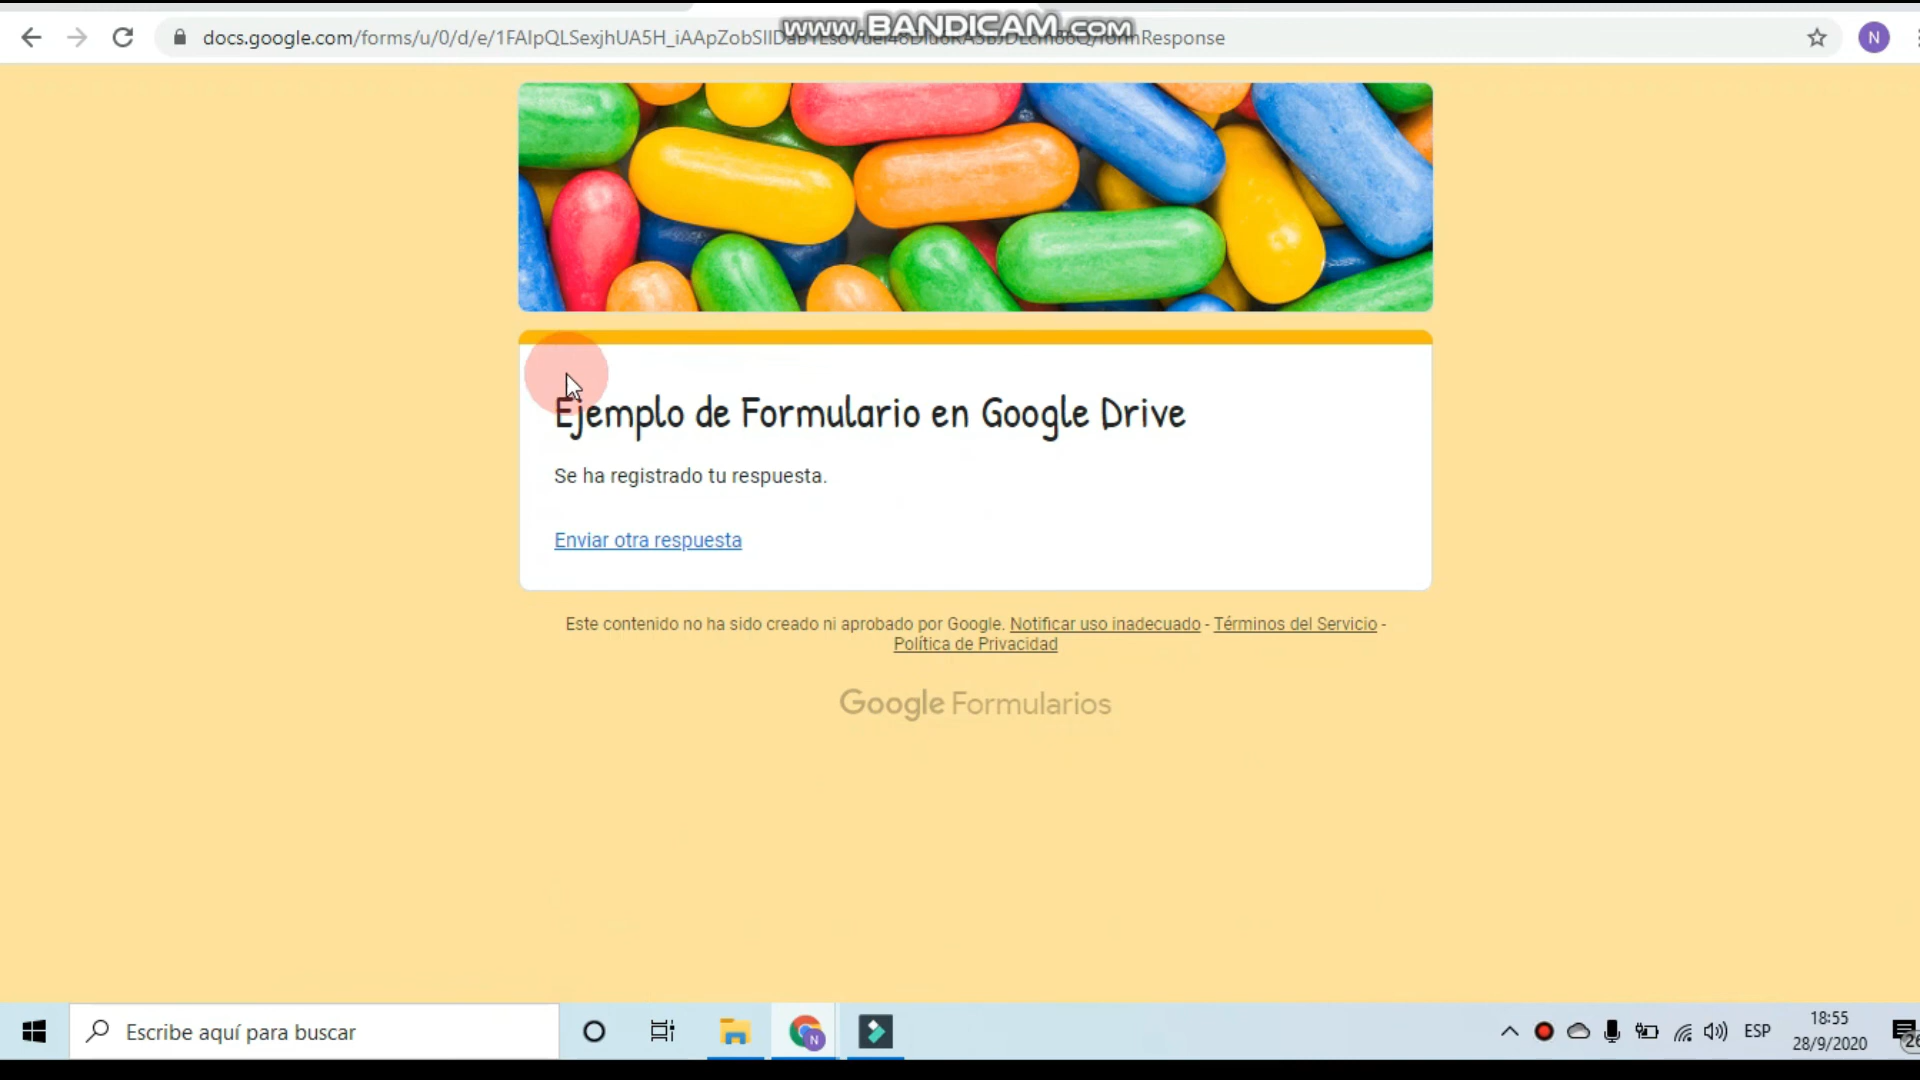 www.BANDICAM.com
docs.google.com/forms/u/0/d/e/
N
Ejemplo de Formulario en Google Drive
Se ha registrado tu respuesta.
Enviar otra respuesta
Este contenido no ha sido creado ni aprobado por Google. Notificar uso inadecuado - Términos del Servicio -
Política de Privacidad
Google Formularios
Escribe aquí para buscar
N
ESP
18:55
28/9/2020